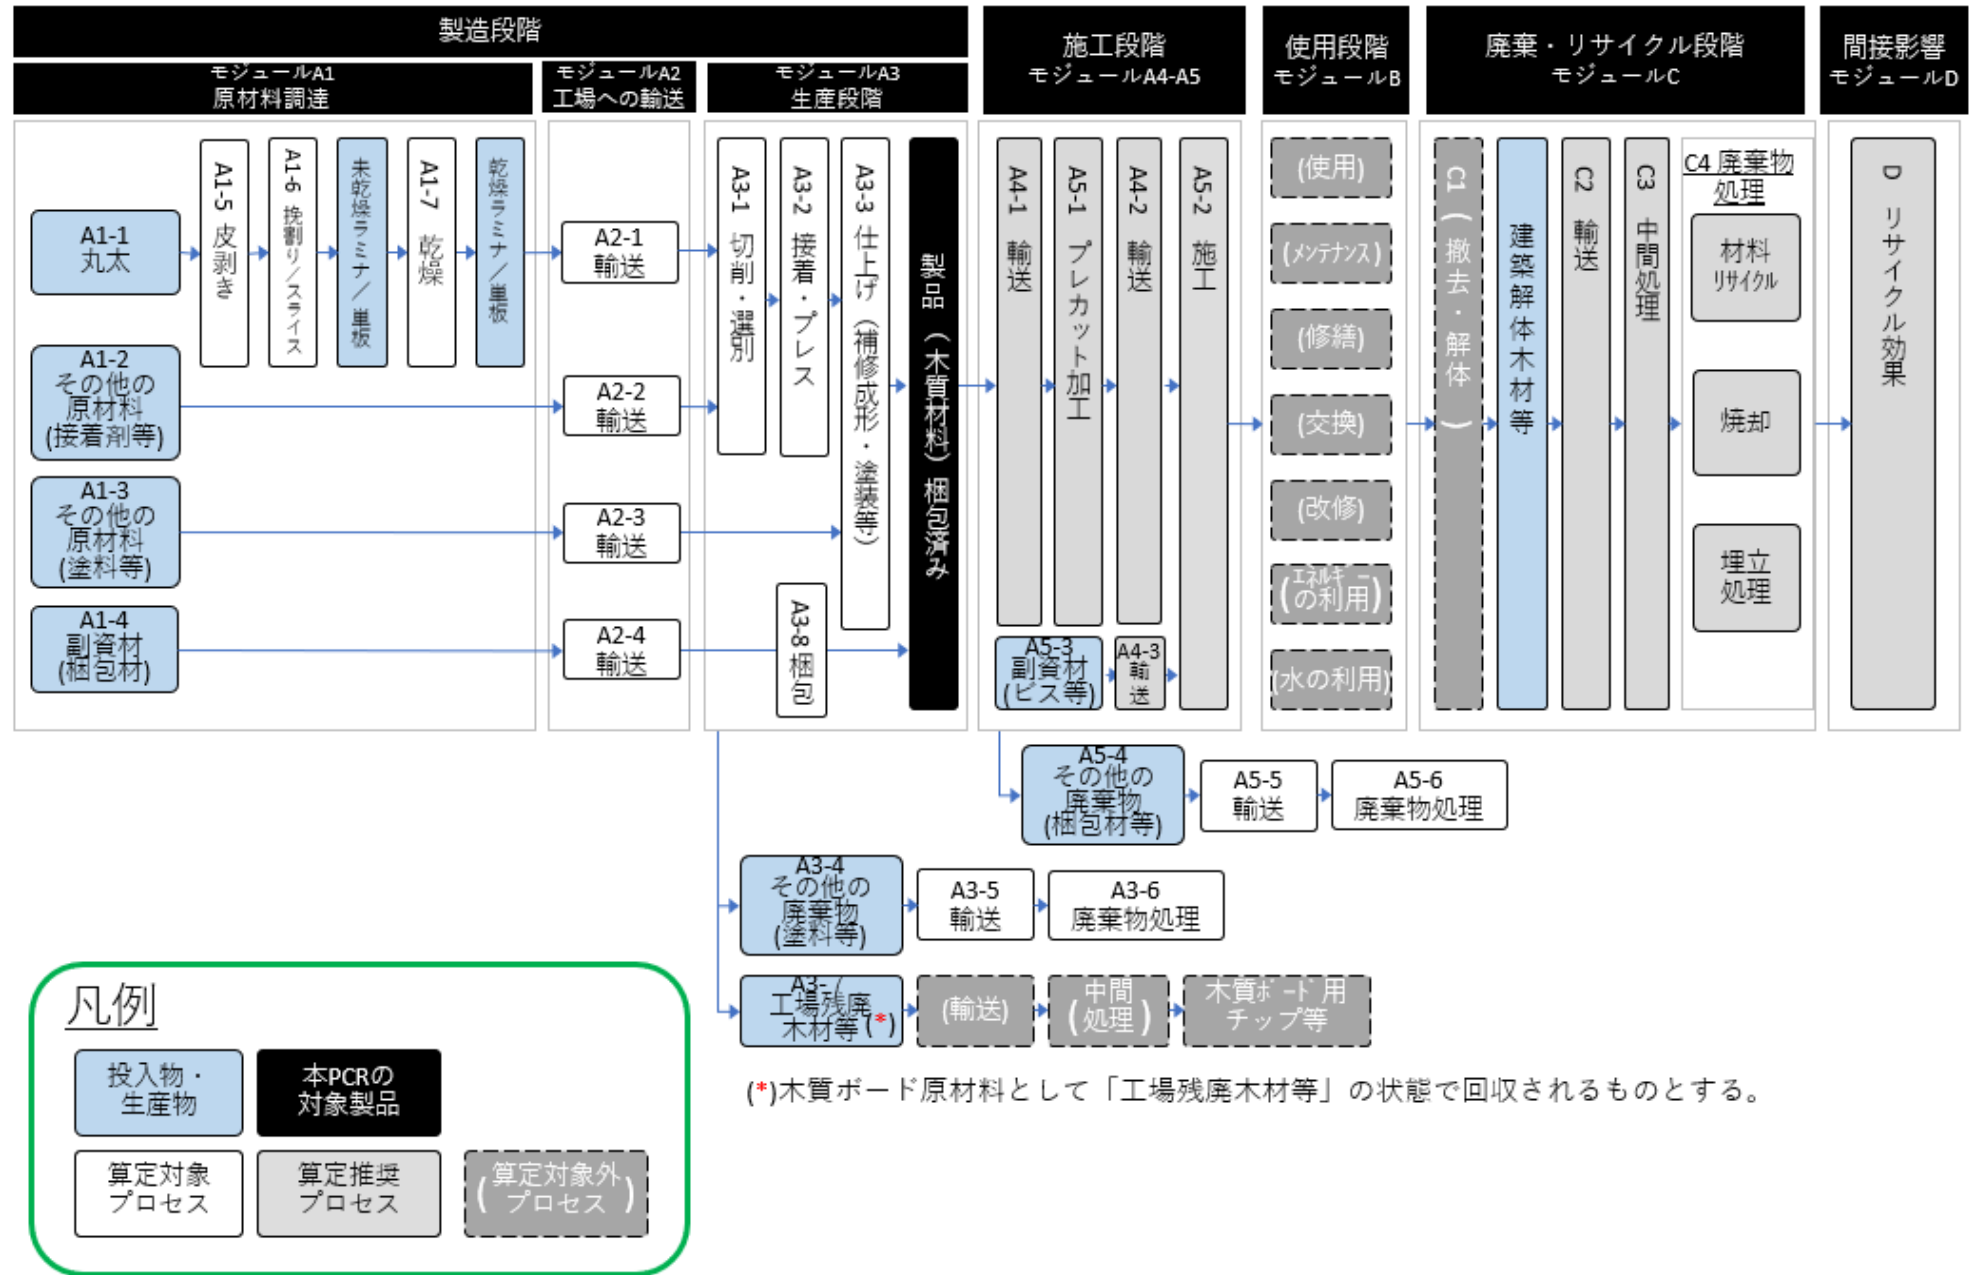 製造段階
モジュールA1
原材料調達
モジュールA2
工場への輸送
モジュールA3
生産段階
施工段階
モジュールA4-A5
使用段階
モジュールB
廃棄・リサイクル段階
モジュールC
間接影響
モジュールD
A1-1
丸太
A1-5 皮剥き
A1-6 挽割り/スライス
未乾燥ラミナ/単板
A1-7 乾燥
乾燥ラミナ/単板
A1-2
その他の
原材料
(接着剤等)
A1-3
その他の
原材料
(塗料等)
A1-4
副資材
(梱包材)
A2-1
輸送
A2-2
輸送
A2-3
輸送
A2-4
輸送
A3-1 切削・選別
A3-2 接着・プレス
A3-3 仕上げ(補修成形・塗装等)
A3-8 梱包
製品(木質材料)梱包済み
A4-1 輸送
A5-1 プレカット加工
A4-2 輸送
A5-2 施工
A5-3
副資材
(ビス等)
A4-3
輸
送
(使用)
(メンテナンス)
(修繕)
(交換)
(改修)
(エネルギーの利用)
(水の利用)
C1(撤去・解体)
建築解体木材等
C2 輸送
C3 中間処理
C4 廃棄物
処理
材料
リサイクル
焼却
埋立
処理
D リサイクル効果
A5-4
その他の
廃棄物
(梱包材等)
A5-5
輸送
A5-6
廃棄物処理
A3-4
その他の
廃棄物
(塗料等)
A3-5
輸送
A3-6
廃棄物処理
工場残廃
木材等(*)
(輸送)
(中間
処理)
木質ボード用
チップ等
(*)木質ボード原材料として「工場残廃木材等」の状態で回収されるものとする。
凡例
投入物・
生産物
本PCRの
対象製品
算定対象
プロセス
算定推奨
プロセス
(算定対象外
プロセス)